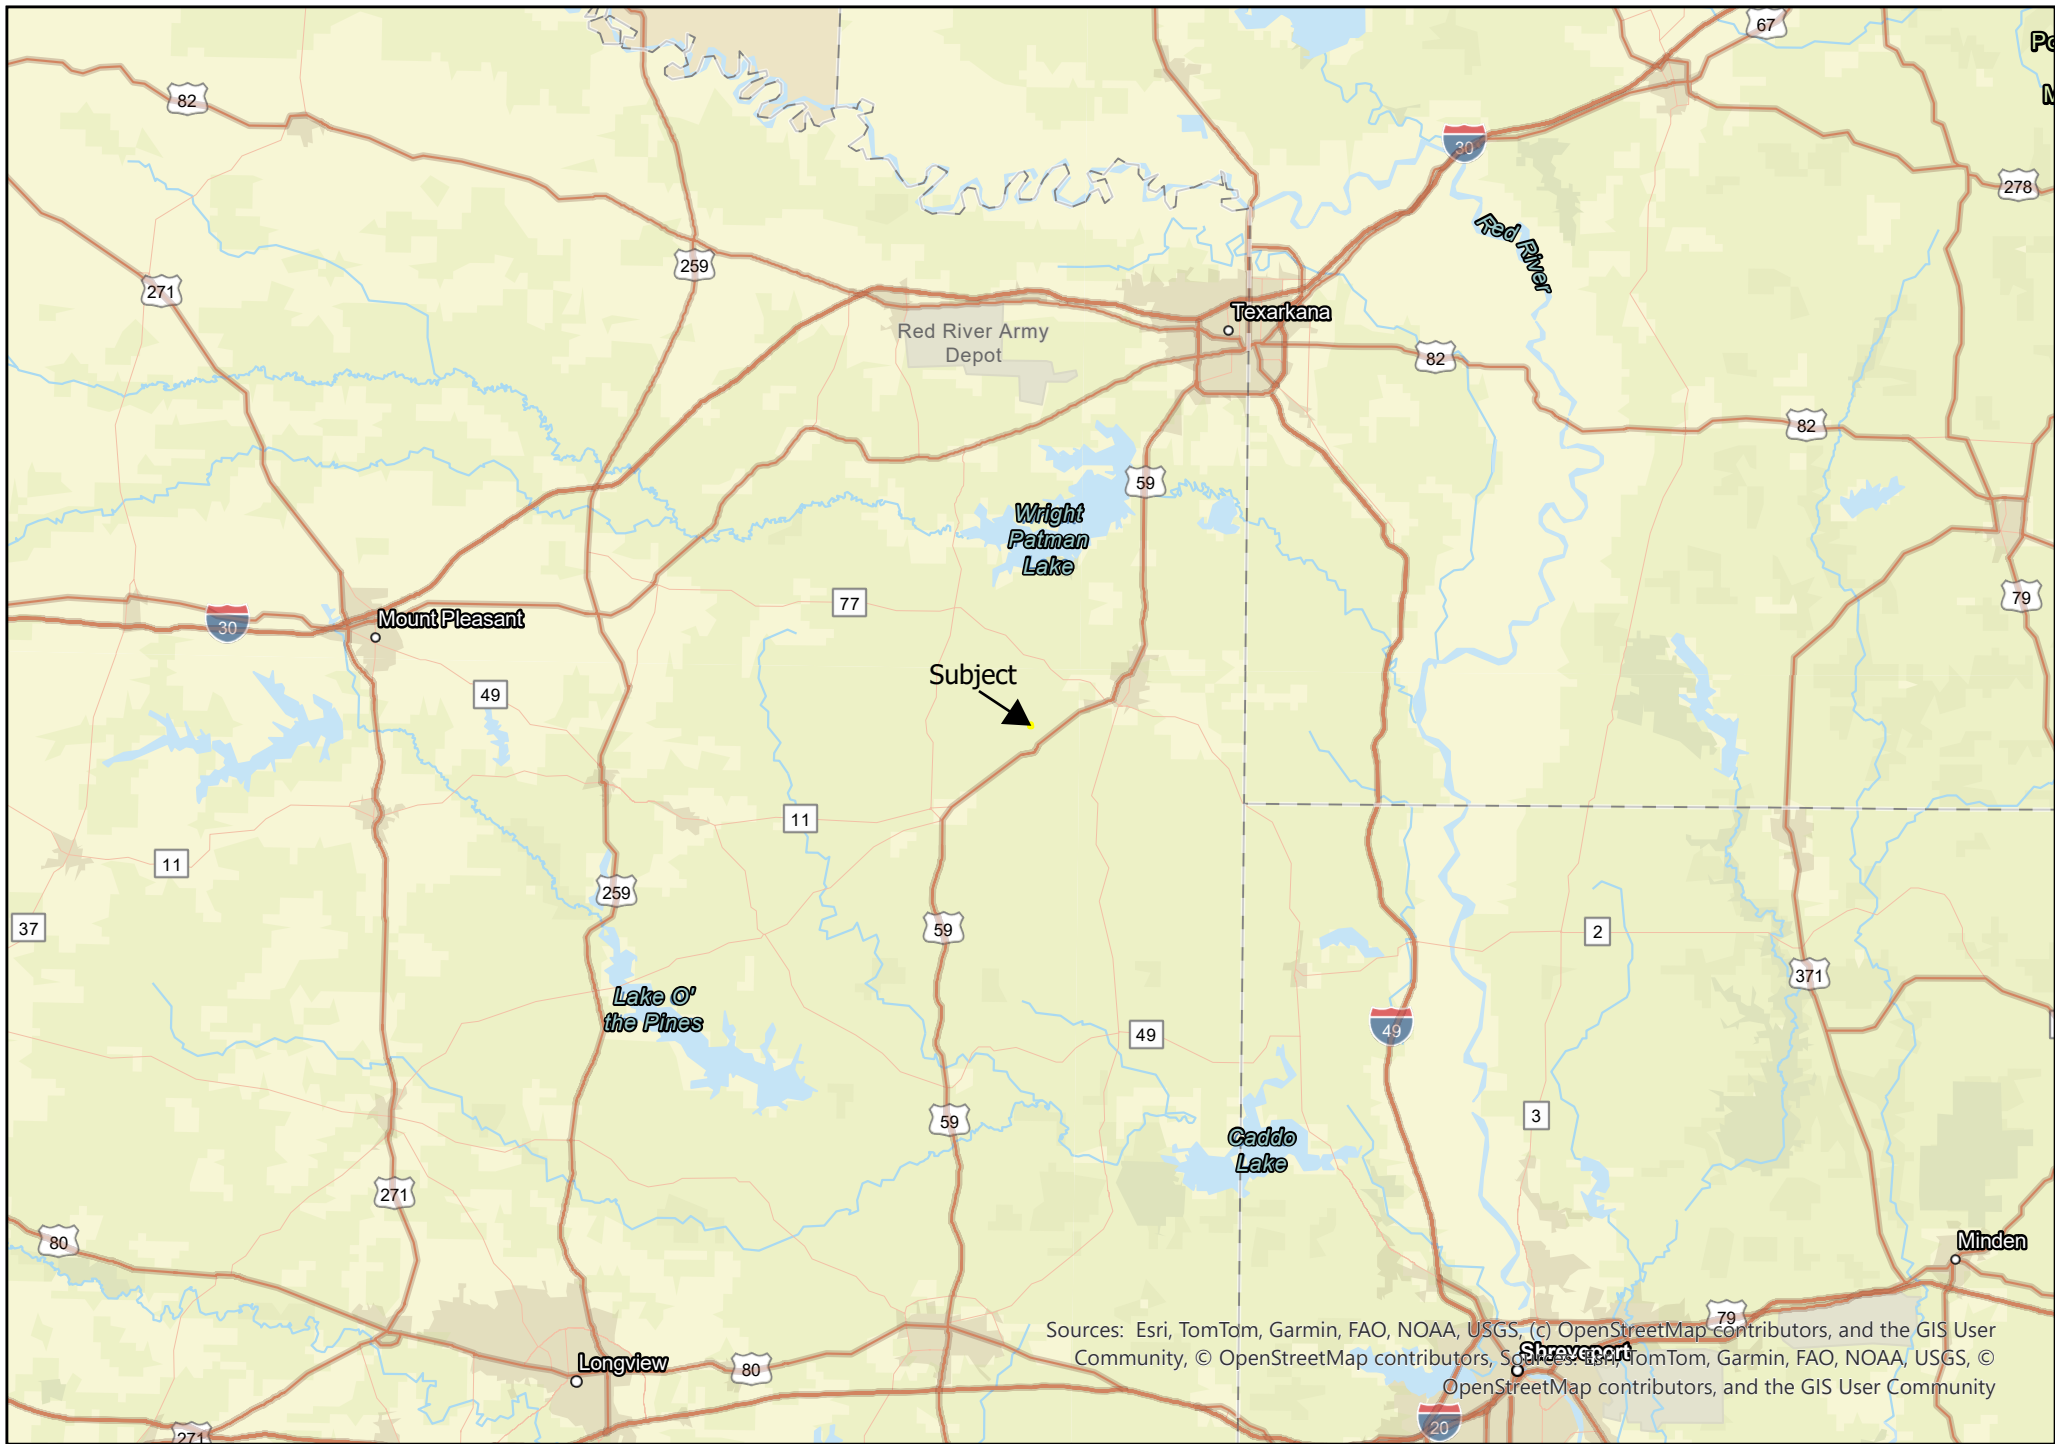 67
Po
82
M
30
278
Red River
259
271
Texarkana
Red River Army
Depot
82
82
59
Wright
Patman
Lake
77
79
30
Mount Pleasant
Subject
49
11
11
259
37
59
2
371
Lake O'
the Pines
49
49
3
59
Caddo
Lake
271
80
Minden
79
Sources: Esri, TomTom, Garmin, FAO, NOAA, USGS, (c) OpenStreetMap contributors, and the GIS User
Community, © OpenStreetMap contributors, Sources: Esri, TomTom, Garmin, FAO, NOAA, USGS, ©
OpenStreetMap contributors, and the GIS User Community
Shreveport
Longview
80
20
271